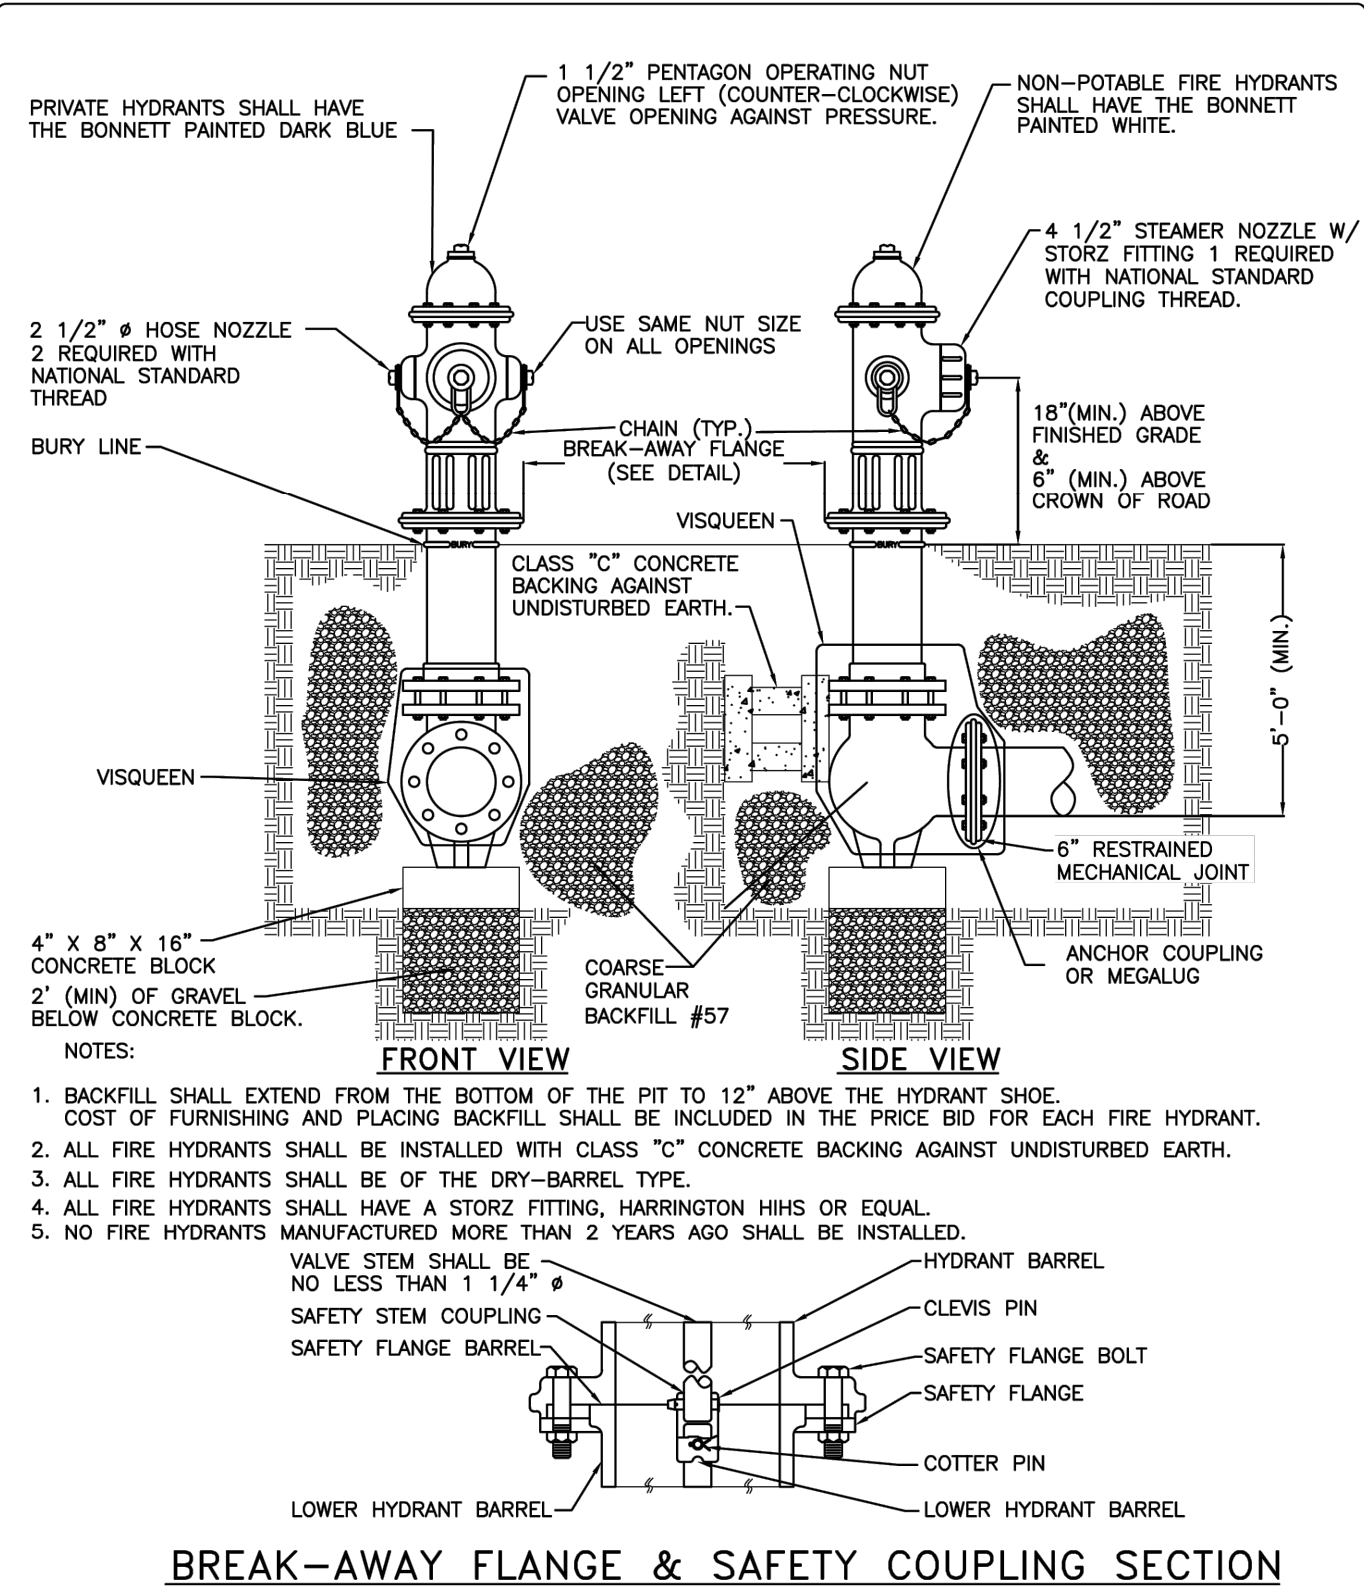 1 1/2" PENTAGON OPERATING NUT
OPENING LEFT (COUNTER-CLOCKWISE)
VALVE OPENING AGAINST PRESSURE.
PRIVATE HYDRANTS SHALL HAVE
THE BONNETT PAINTED DARK BLUE
NON-POTABLE FIRE HYDRANTS
SHALL HAVE THE BONNETT
PAINTED WHITE.
4 1/2" STEAMER NOZZLE W/
STORZ FITTING 1 REQUIRED
WITH NATIONAL STANDARD
COUPLING THREAD.
2 1/2" Ø HOSE NOZZLE
2 REQUIRED WITH
NATIONAL STANDARD
THREAD
USE SAME NUT SIZE
ON ALL OPENINGS
BURY LINE
CHAIN (TYP.)
BREAK-AWAY FLANGE
(SEE DETAIL)
18"(MIN.) ABOVE
FINISHED GRADE
&
6" (MIN.) ABOVE
CROWN OF ROAD
VISQUEEN
BURY
BURY
CLASS "C" CONCRETE
BACKING AGAINST
UNDISTURBED EARTH.
5'-0" (MIN.)
VISQUEEN
6" RESTRAINED
MECHANICAL JOINT
4" X 8" X 16"
CONCRETE BLOCK
2' (MIN) OF GRAVEL
BELOW CONCRETE BLOCK.
COARSE
GRANULAR
BACKFILL #57
ANCHOR COUPLING
OR MEGALUG
NOTES:
FRONT VIEW
SIDE VIEW
1. BACKFILL SHALL EXTEND FROM THE BOTTOM OF THE PIT TO 12" ABOVE THE HYDRANT SHOE.
COST OF FURNISHING AND PLACING BACKFILL SHALL BE INCLUDED IN THE PRICE BID FOR EACH FIRE HYDRANT.
2. ALL FIRE HYDRANTS SHALL BE INSTALLED WITH CLASS "C" CONCRETE BACKING AGAINST UNDISTURBED EARTH.
3. ALL FIRE HYDRANTS SHALL BE OF THE DRY-BARREL TYPE.
4. ALL FIRE HYDRANTS SHALL HAVE A STORZ FITTING, HARRINGTON HIHS OR EQUAL.
5. NO FIRE HYDRANTS MANUFACTURED MORE THAN 2 YEARS AGO SHALL BE INSTALLED.
VALVE STEM SHALL BE
NO LESS THAN 1 1/4" Ø
SAFETY STEM COUPLING
SAFETY FLANGE BARREL
HYDRANT BARREL
CLEVIS PIN
SAFETY FLANGE BOLT
SAFETY FLANGE
COTTER PIN
LOWER HYDRANT BARREL
LOWER HYDRANT BARREL
BREAK-AWAY FLANGE & SAFETY COUPLING SECTION